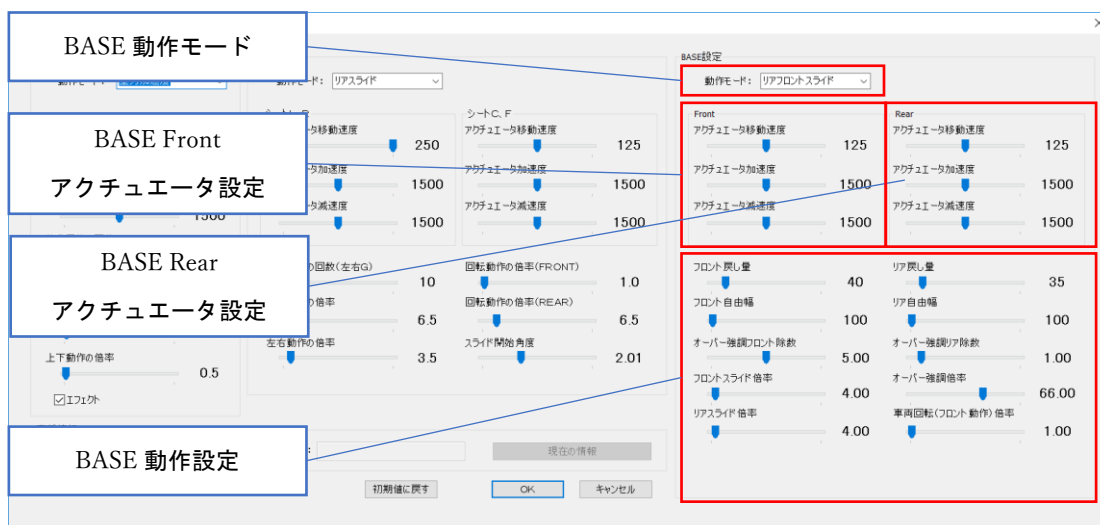 BASE 動作モード
BASE Front
アクチュエータ設定
BASE Rear
アクチュエータ設定
BASE 動作設定
1500
上下動作の倍率
0.5
エフェクト
リアスライド
250
1500
1500
シートC、F
アクチュエータ移動速度
125
アクチュエータ加速度
1500
アクチュエータ減速度
1500
の回数(左右G)
10
の倍率
6.5
左右動作の倍率
3.5
回転動作の倍率(FRONT)
1.0
回転動作の倍率(REAR)
6.5
スライド開始角度
2.01
現在の情報
初期値に戻す
OK
キャンセル
BASE設定
動作モード: リアフロントスライド
Front
アクチュエータ移動速度
125
アクチュエータ加速度
1500
アクチュエータ減速度
1500
Rear
アクチュエータ移動速度
125
アクチュエータ加速度
1500
アクチュエータ減速度
1500
フロント戻し量
40
フロント自由幅
100
オーバー強調フロント除数
5.00
フロントスライド倍率
4.00
リアスライド倍率
4.00
リア戻し量
35
リア自由幅
100
オーバー強調リア除数
1.00
オーバー強調倍率
66.00
車両回転(フロント動作)倍率
1.00